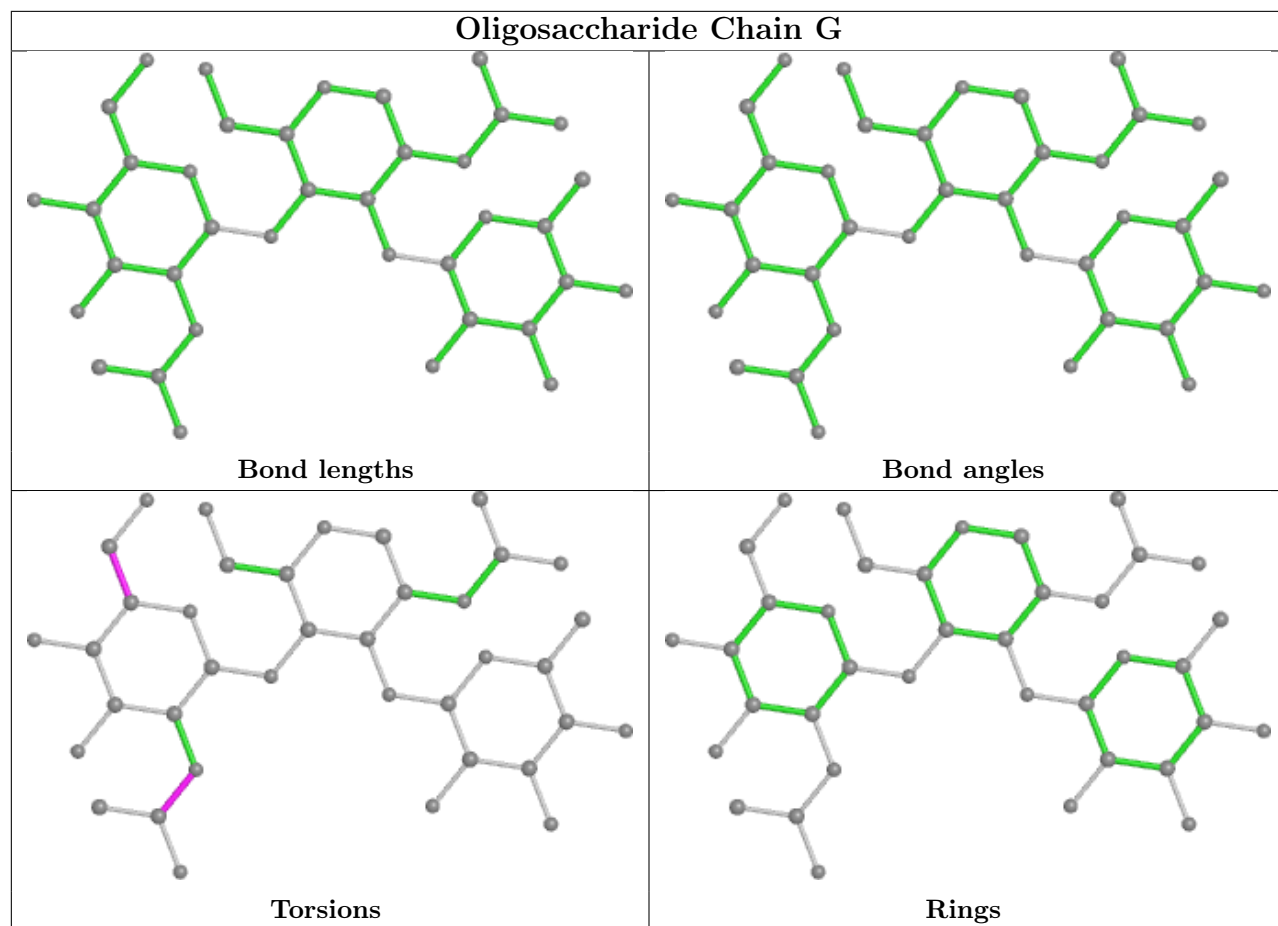 Oligosaccharide Chain G
Bond lengths
Bond angles
Torsions
Rings